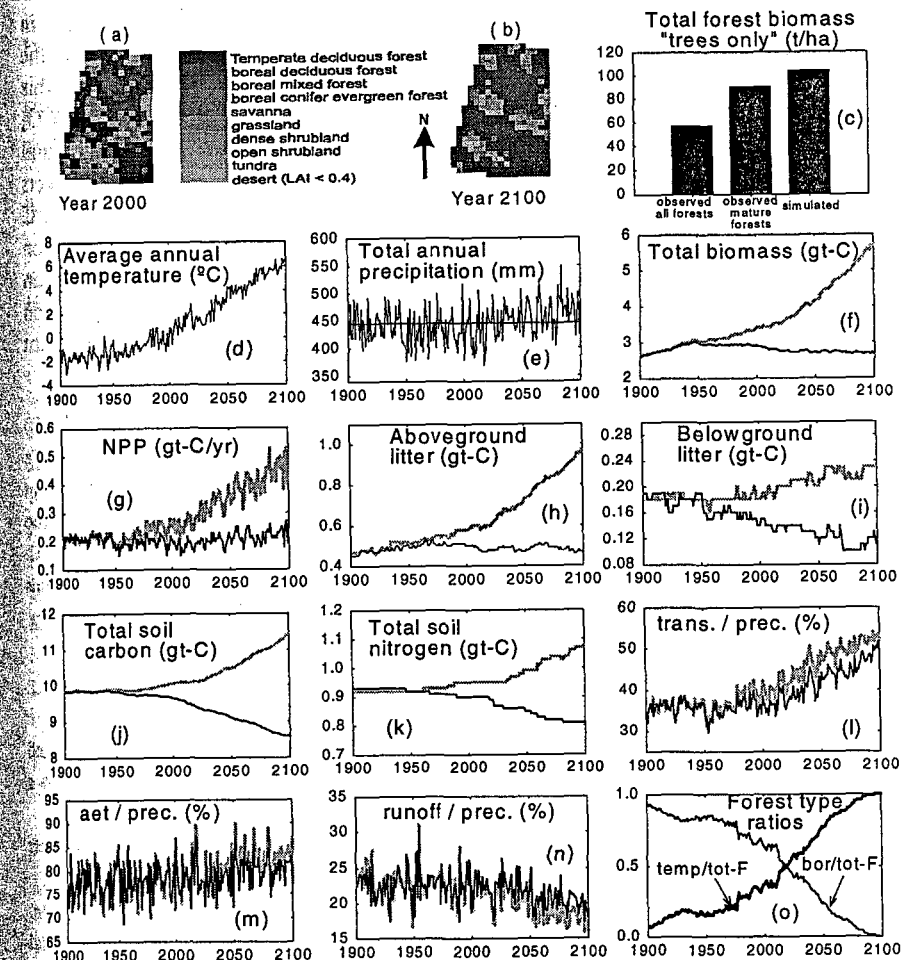 (a)
Temperate deciduous forest
boreal deciduous forest
boreal mixed forest
boreal conifer evergreen forest
savanna
grassland
dense shrubland
open shrubland
tundra
desert (LAI < 0.4)
Year 2000
N
(b)
Year 2100
Total forest biomass
"trees only" (t/ha)
120
100
80
60
40
20
0
(c)
observed
all forests
observed
mature
forests
simulated
Average annual
temperature (ºC)
8
6
4
2
0
-2
-4
(d)
1900 1950 2000 2050 2100
Total annual
precipitation (mm)
600
550
500
450
400
350
(e)
1900 1950 2000 2050 2100
Total biomass (gt-C)
6
5
4
3
2
(f)
1900 1950 2000 2050 2100
NPP (gt-C/yr)
0.6
0.5
0.4
0.3
0.2
0.1
(g)
1900 1950 2000 2050 2100
Aboveground
litter (gt-C)
1.0
0.8
0.6
0.4
(h)
1900 1950 2000 2050 2100
Belowground
litter (gt-C)
0.28
0.24
0.20
0.16
0.12
0.08
(i)
1900 1950 2000 2050 2100
Total soil
carbon (gt-C)
12
11
10
9
8
(j)
1900 1950 2000 2050 2100
Total soil
nitrogen (gt-C)
1.2
1.1
1.0
0.9
0.8
0.7
(k)
1900 1950 2000 2050 2100
trans. / prec. (%)
60
50
40
30
(l)
1900 1950 2000 2050 2100
aet / prec. (%)
95
90
85
80
75
70
65
(m)
1900 1950 2000 2050 2100
runoff / prec. (%)
35
30
25
20
15
(n)
1900 1950 2000 2050 2100
Forest type
ratios
1.0
0.5
0.0
temp/tot-F
bor/tot-F
(o)
1900 1950 2000 2050 2100